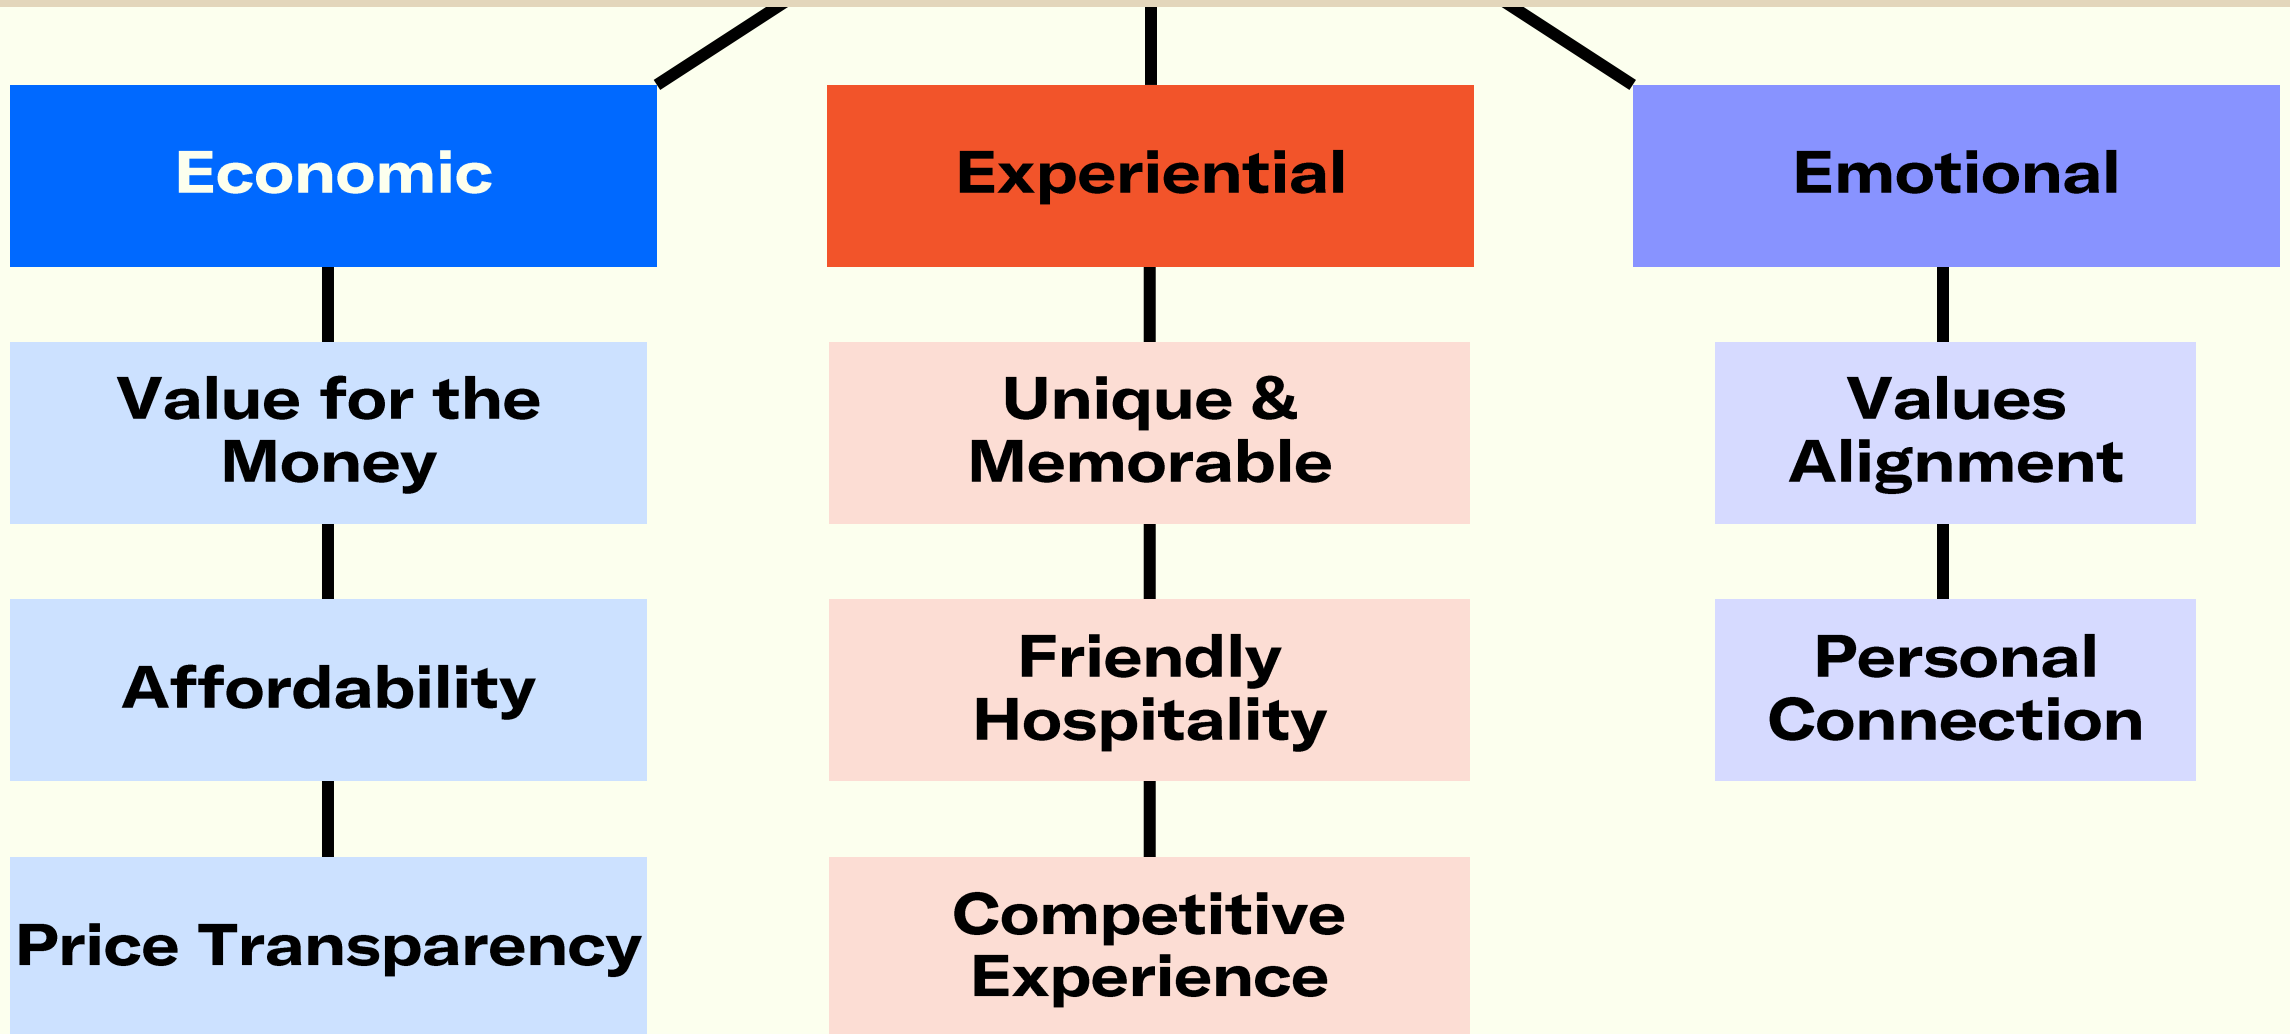 Economic
Experiential
Emotional
Value for the
Money
Unique &
Memorable
Values
Alignment
Affordability
Friendly
Hospitality
Personal
Connection
Price Transparency
Competitive
Experience